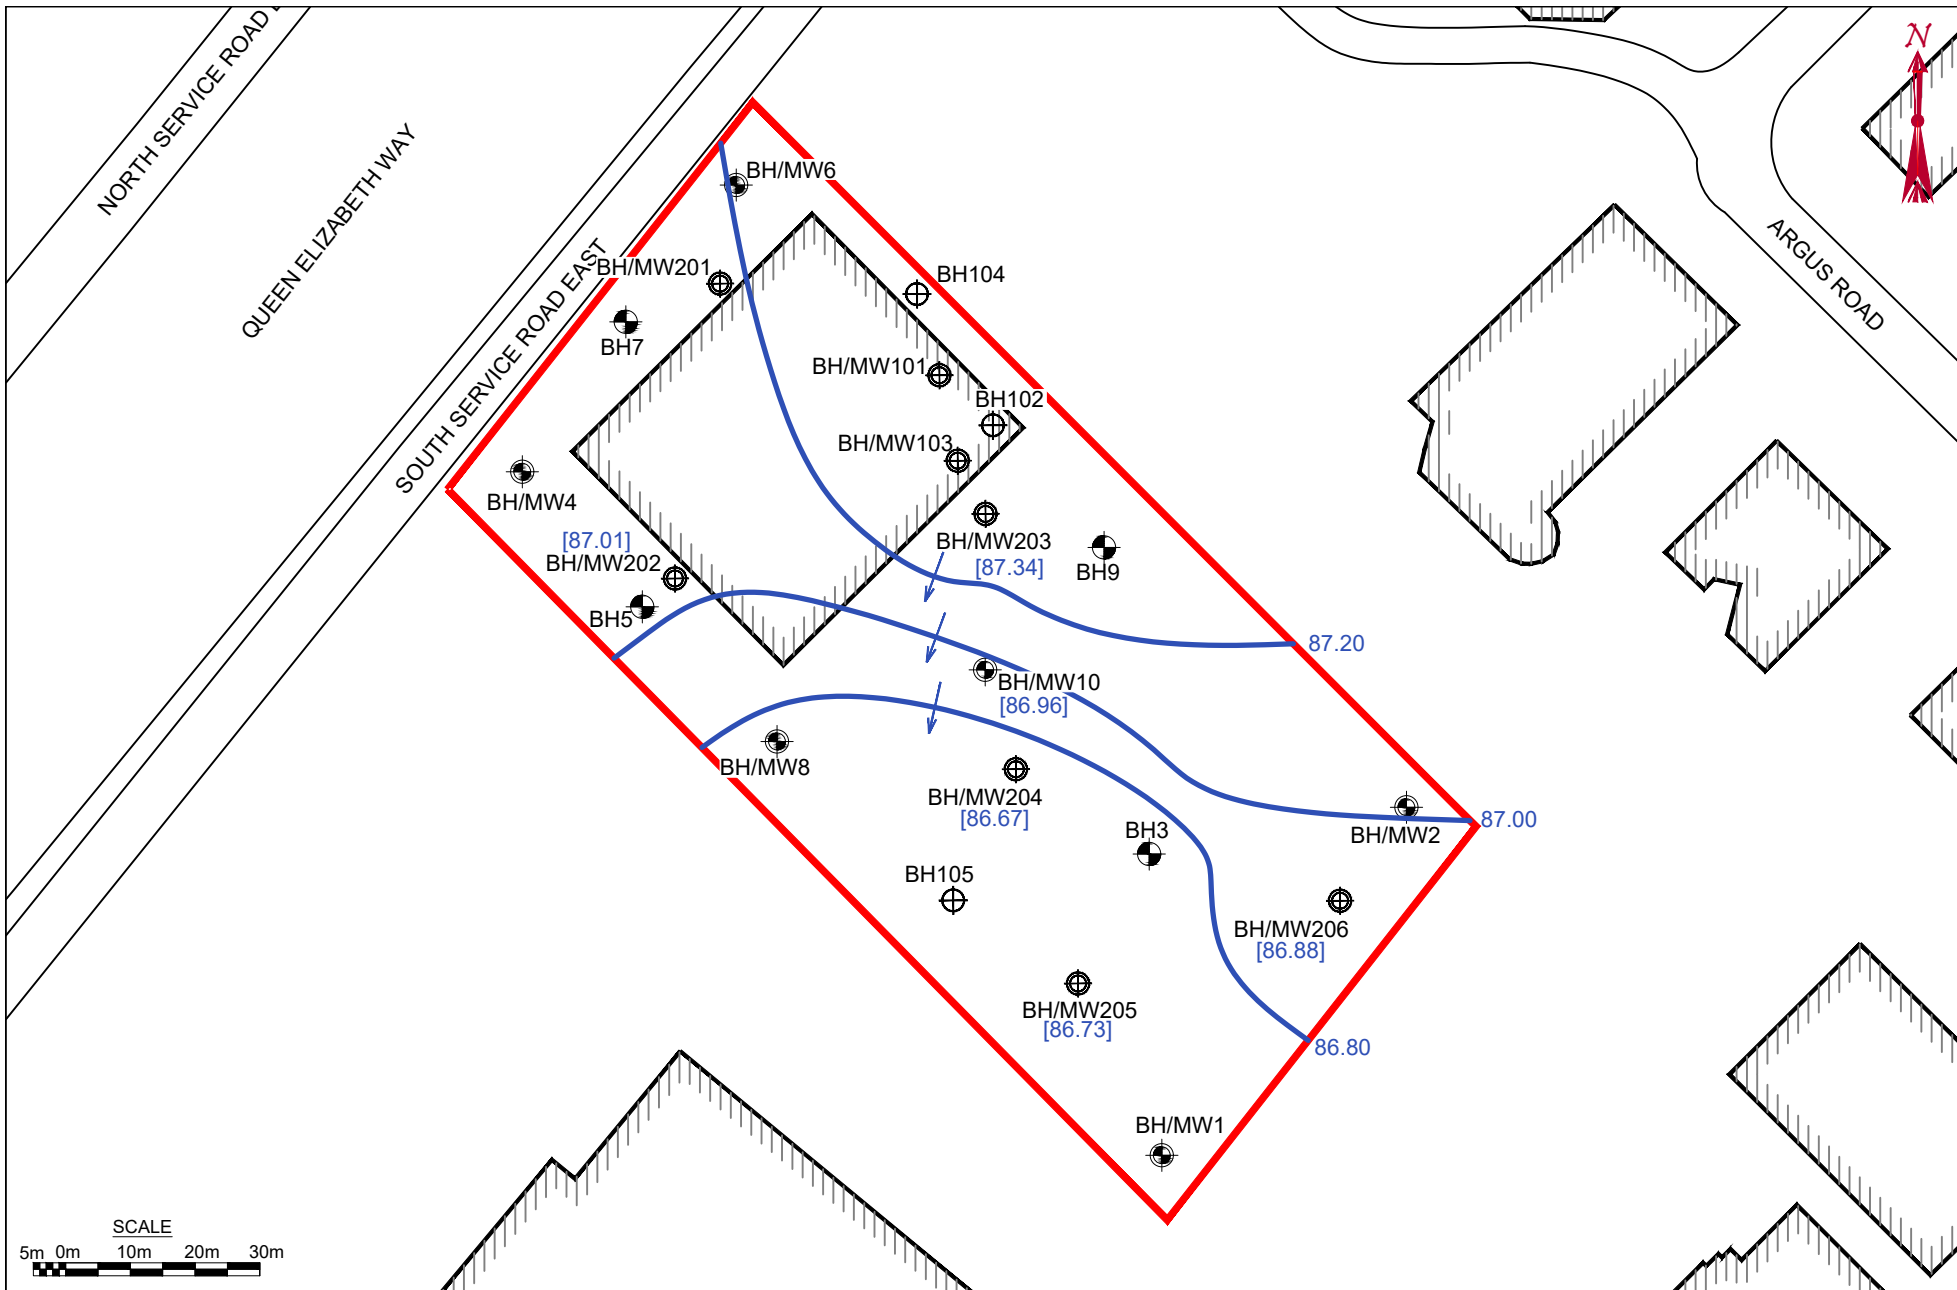 NORTH SERVICE ROAD
QUEEN ELIZABETH WAY
SOUTH SERVICE ROAD EAST
ARGUS ROAD
N
BH/MW6
BH/MW201
BH104
BH7
BH/MW101
BH102
BH/MW103
BH/MW4
[87.01]
BH/MW202
BH/MW203
[87.34]
BH9
BH5
87.20
BH/MW10
[86.96]
BH/MW8
BH/MW204
[86.67]
BH3
BH/MW2
87.00
BH105
BH/MW206
[86.88]
BH/MW205
[86.73]
86.80
BH/MW1
SCALE
5m 0m 10m 20m 30m